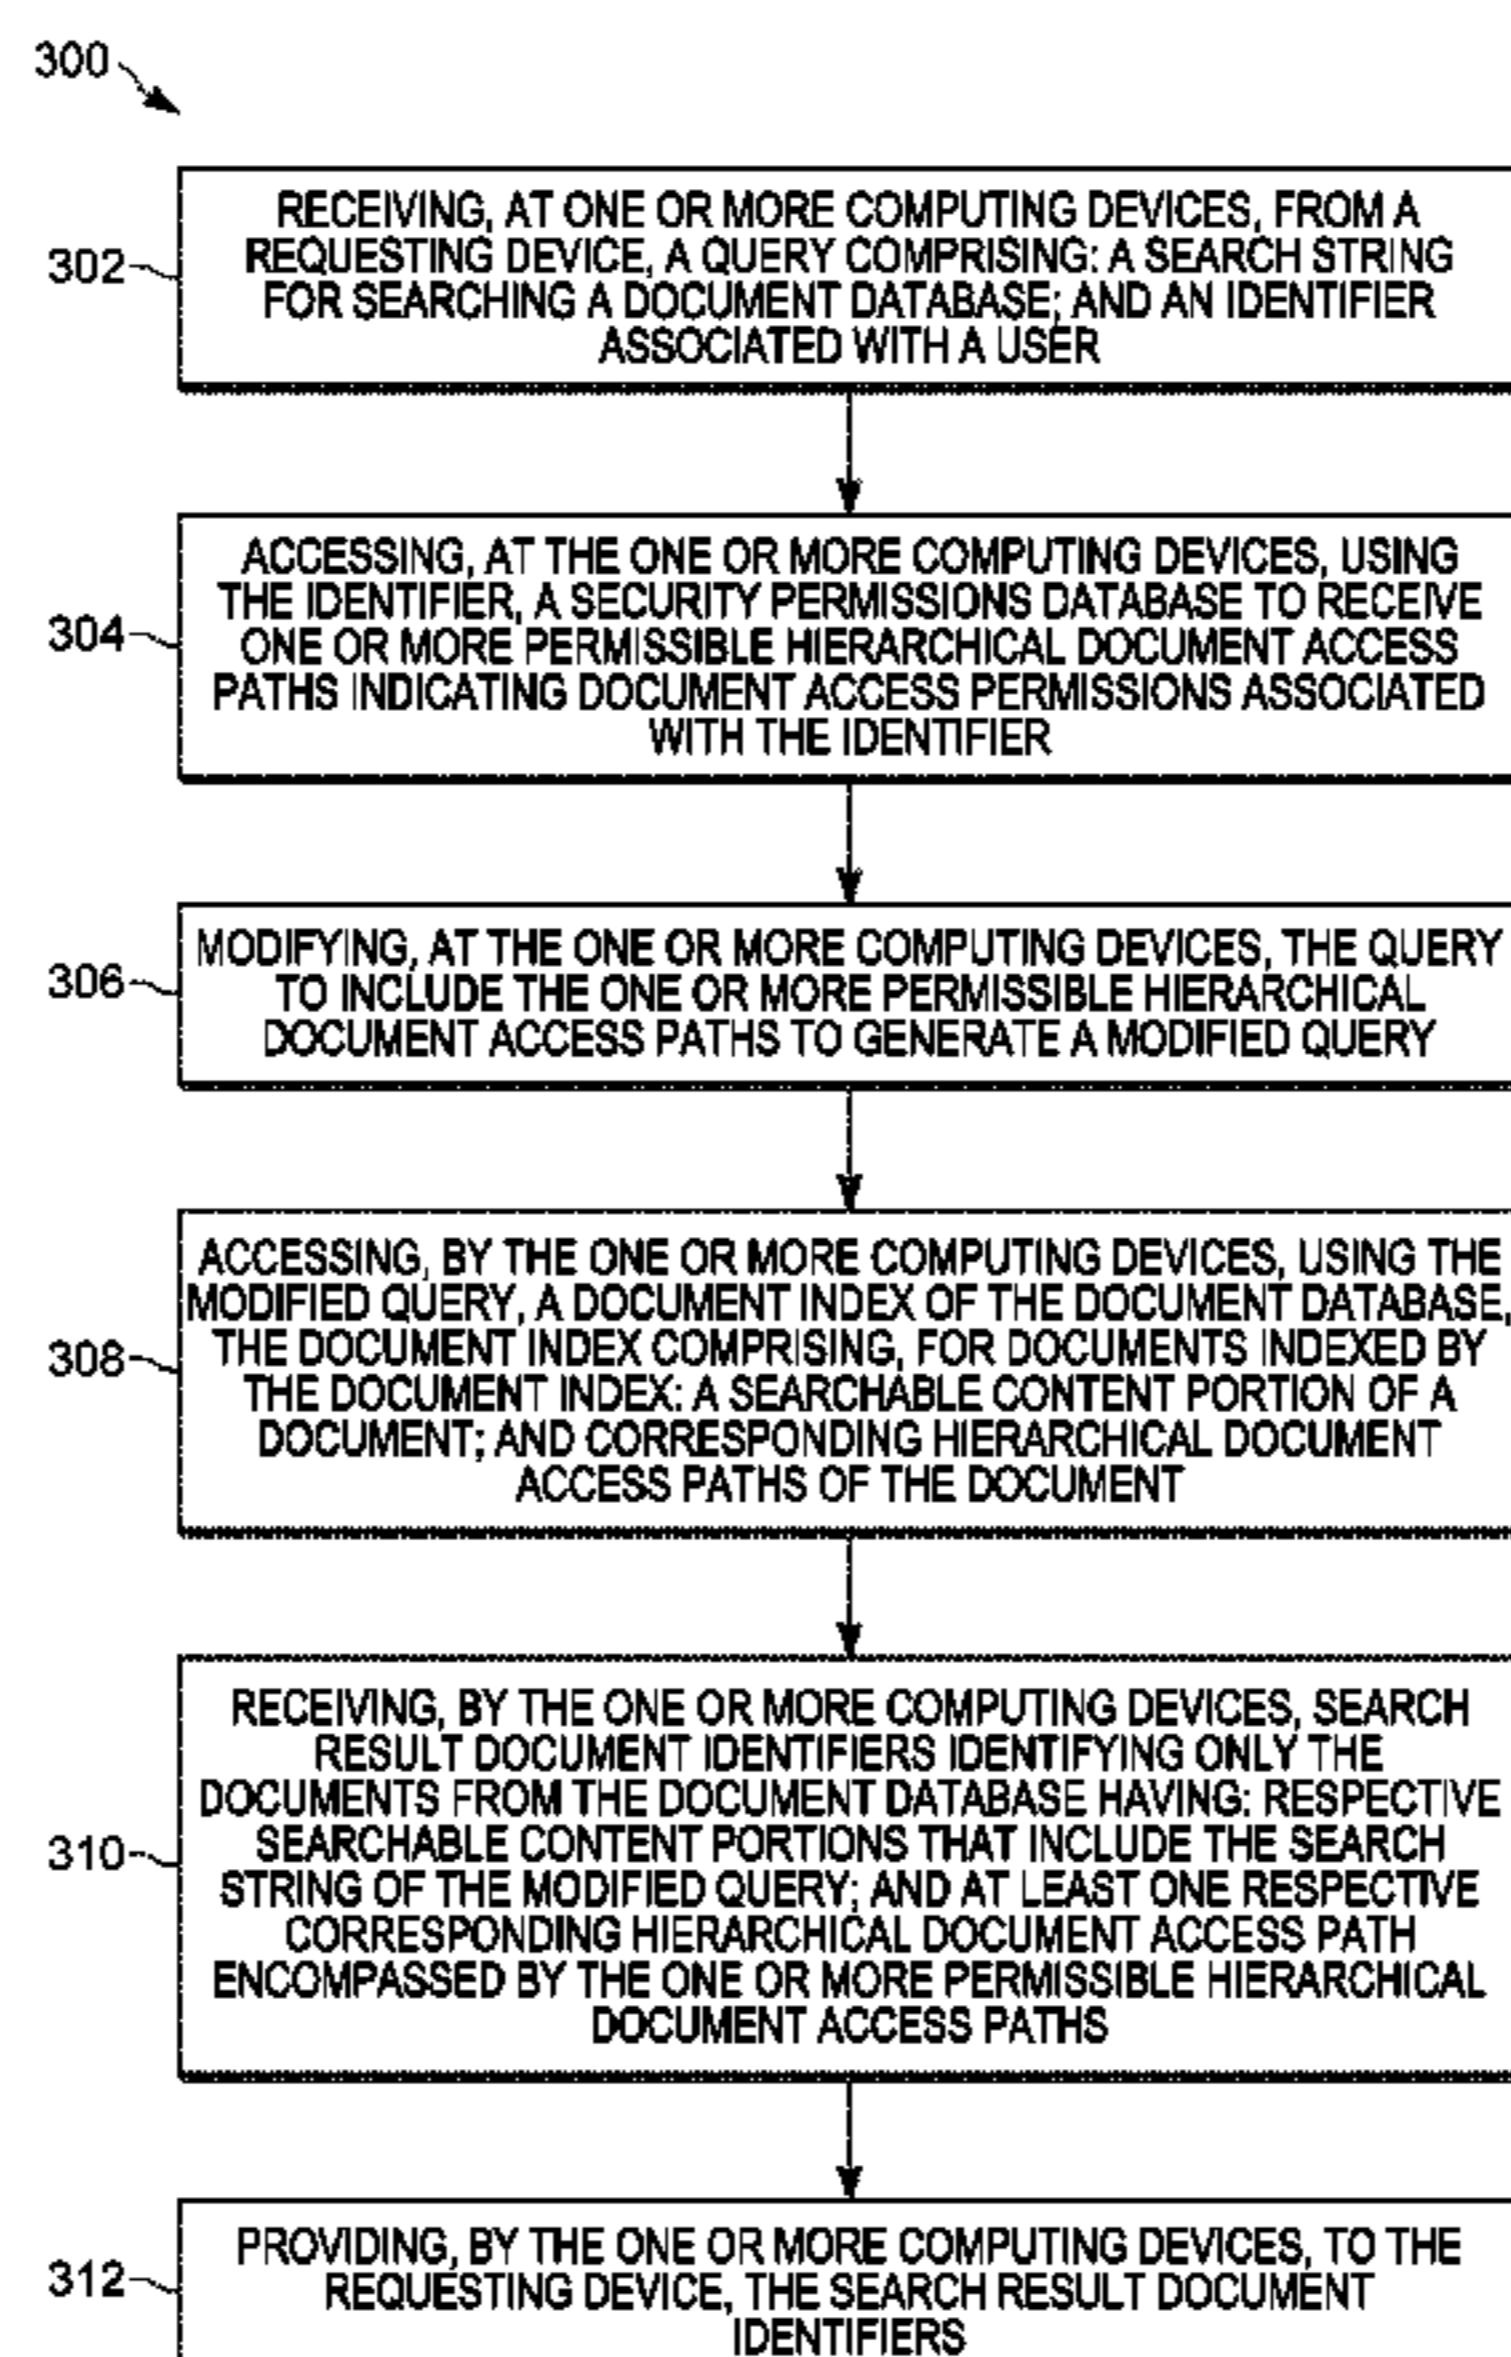 300
302
RECEIVING, AT ONE OR MORE COMPUTING DEVICES, FROM A
REQUESTING DEVICE, A QUERY COMPRISING: A SEARCH STRING
FOR SEARCHING A DOCUMENT DATABASE; AND AN IDENTIFIER
ASSOCIATED WITH A USER
304
ACCESSING, AT THE ONE OR MORE COMPUTING DEVICES, USING
THE IDENTIFIER, A SECURITY PERMISSIONS DATABASE TO RECEIVE
ONE OR MORE PERMISSIBLE HIERARCHICAL DOCUMENT ACCESS
PATHS INDICATING DOCUMENT ACCESS PERMISSIONS ASSOCIATED
WITH THE IDENTIFIER
306
MODIFYING, AT THE ONE OR MORE COMPUTING DEVICES, THE QUERY
TO INCLUDE THE ONE OR MORE PERMISSIBLE HIERARCHICAL
DOCUMENT ACCESS PATHS TO GENERATE A MODIFIED QUERY
308
ACCESSING, BY THE ONE OR MORE COMPUTING DEVICES, USING THE
MODIFIED QUERY, A DOCUMENT INDEX OF THE DOCUMENT DATABASE,
THE DOCUMENT INDEX COMPRISING, FOR DOCUMENTS INDEXED BY
THE DOCUMENT INDEX: A SEARCHABLE CONTENT PORTION OF A
DOCUMENT; AND CORRESPONDING HIERARCHICAL DOCUMENT
ACCESS PATHS OF THE DOCUMENT
310
RECEIVING, BY THE ONE OR MORE COMPUTING DEVICES, SEARCH
RESULT DOCUMENT IDENTIFIERS IDENTIFYING ONLY THE
DOCUMENTS FROM THE DOCUMENT DATABASE HAVING: RESPECTIVE
SEARCHABLE CONTENT PORTIONS THAT INCLUDE THE SEARCH
STRING OF THE MODIFIED QUERY; AND AT LEAST ONE RESPECTIVE
CORRESPONDING HIERARCHICAL DOCUMENT ACCESS PATH
ENCOMPASSED BY THE ONE OR MORE PERMISSIBLE HIERARCHICAL
DOCUMENT ACCESS PATHS
312
PROVIDING, BY THE ONE OR MORE COMPUTING DEVICES, TO THE
REQUESTING DEVICE, THE SEARCH RESULT DOCUMENT
IDENTIFIERS